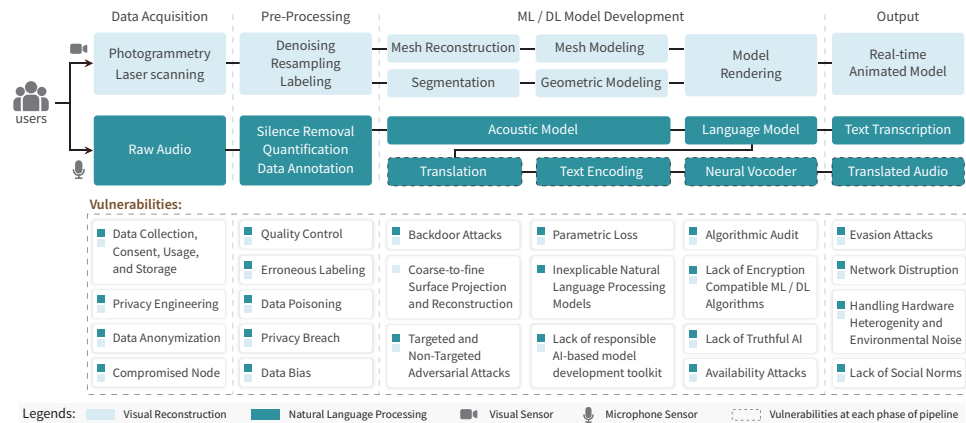 Data Acquisition
Pre-Processing
ML / DL Model Development
Output
Photogrammetry
Laser scanning
Denoising
Resampling
Labeling
Mesh Reconstruction
Mesh Modeling
Segmentation
Geometric Modeling
Model
Rendering
Real-time
Animated Model
users
Raw Audio
Silence Removal
Quantification
Data Annotation
Acoustic Model
Language Model
Text Transcription
Translation
Text Encoding
Neural Vocoder
Translated Audio
Vulnerabilities:
Data Collection,
Consent, Usage,
and Storage
Privacy Engineering
Data Anonymization
Compromised Node
Quality Control
Erroneous Labeling
Data Poisoning
Privacy Breach
Data Bias
Backdoor Attacks
Coarse-to-fine
Surface Projection
and Reconstruction
Targeted and
Non-Targeted
Adversarial Attacks
Parametric Loss
Inexplicable Natural
Language Processing
Models
Lack of responsible
AI-based model
development toolkit
Algorithmic Audit
Lack of Encryption
Compatible ML / DL
Algorithms
Lack of Truthful AI
Availability Attacks
Evasion Attacks
Network Distruption
Handling Hardware
Heterogenity and
Environmental Noise
Lack of Social Norms
Legends:
Visual Reconstruction
Natural Language Processing
Visual Sensor
Microphone Sensor
Vulnerabilities at each phase of pipeline